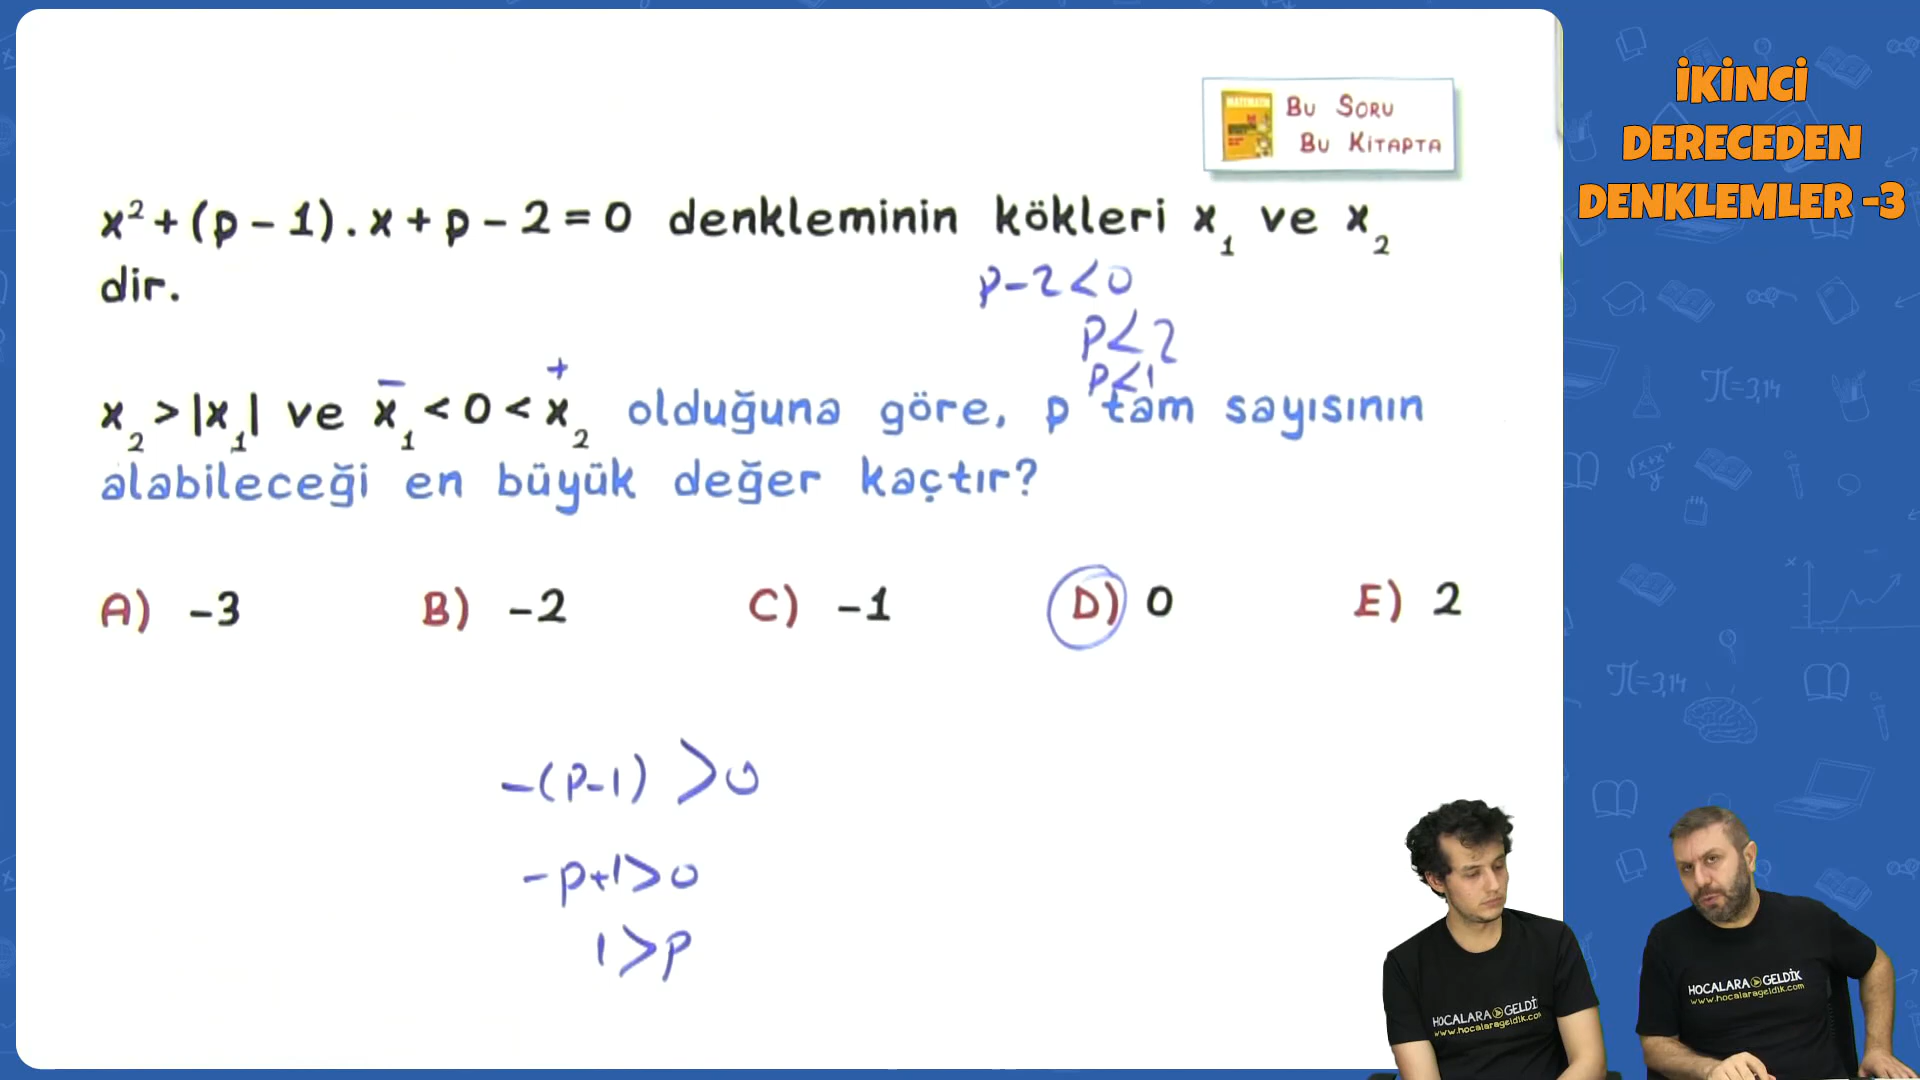 İKİNCİ
DERECEDEN
DENKLEMLER -3
BU SORU
BU KİTAPTA
x² + (p - 1) . x + p - 2 = 0 denkleminin kökleri x₁ ve x₂
dir.
p-2<0
p<2
p<1
x₂ > |x₁| ve x₁ < 0 < x₂ olduğuna göre, p tam sayısının
- +
alabileceği en büyük değer kaçtır?
A) -3 B) -2 C) -1 D) 0 E) 2
-(p-1) >0
-p+1>0
1>p
HOCALARA GELDİ
www.hocalarageldik.co
HOCALARA GELDİK
www.hocalarageldik.com
π=3,14
π=3,14